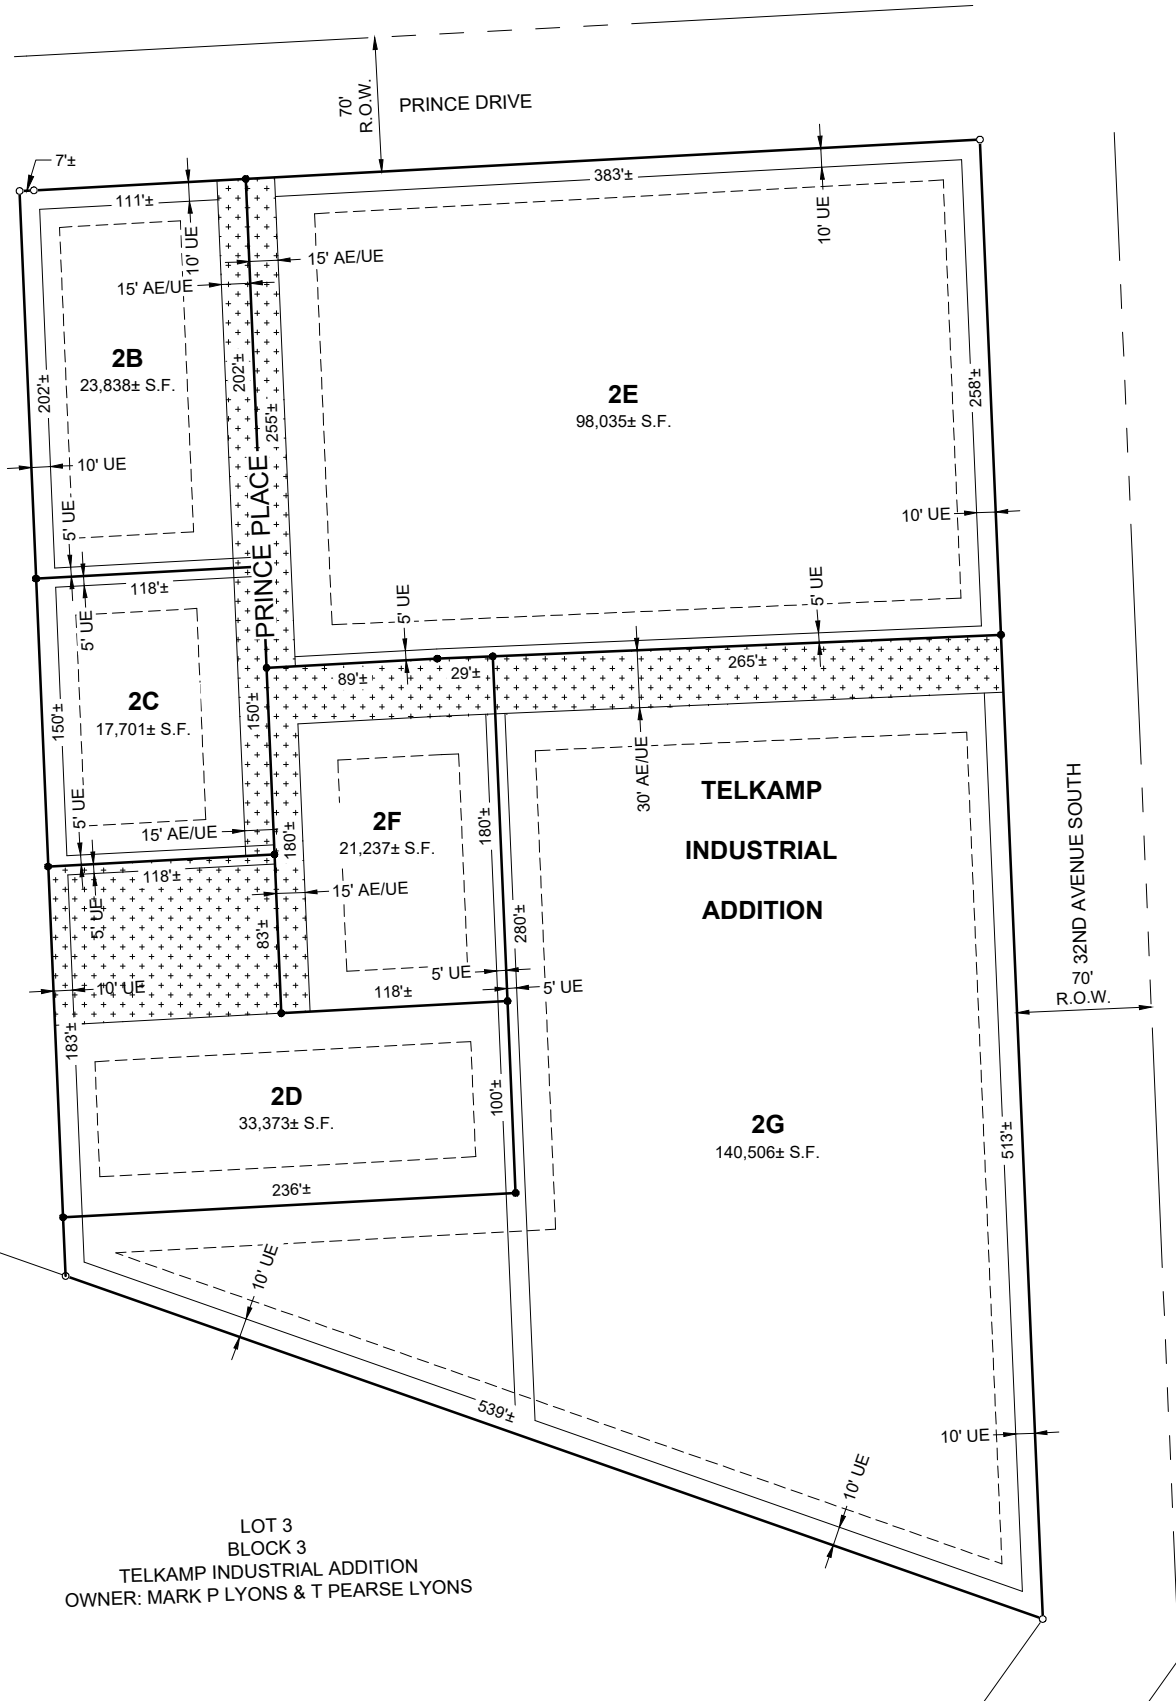 70'
R.O.W.
PRINCE DRIVE
7'±
111'±
10' UE
383'±
10' UE
15' AE/UE
15' AE/UE
2B
23,838± S.F.
202'±
202'±
255'±
2E
98,035± S.F.
258'±
10' UE
5' UE
PRINCE PLACE
10' UE
118'±
5' UE
5' UE
5' UE
89'±
29'±
265'±
2C
17,701± S.F.
150'±
150'±
30' AE/UE
TELKAMP
INDUSTRIAL
ADDITION
32ND AVENUE SOUTH
70'
R.O.W.
5' UE
15' AE/UE
180'±
2F
21,237± S.F.
180'±
118'±
5' UE
15' AE/UE
83'±
280'±
10' UE
5' UE
5' UE
118'±
183'±
2D
33,373± S.F.
100'±
2G
140,506± S.F.
513'±
236'±
10' UE
539'±
10' UE
10' UE
LOT 3
BLOCK 3
TELKAMP INDUSTRIAL ADDITION
OWNER: MARK P LYONS & T PEARSE LYONS